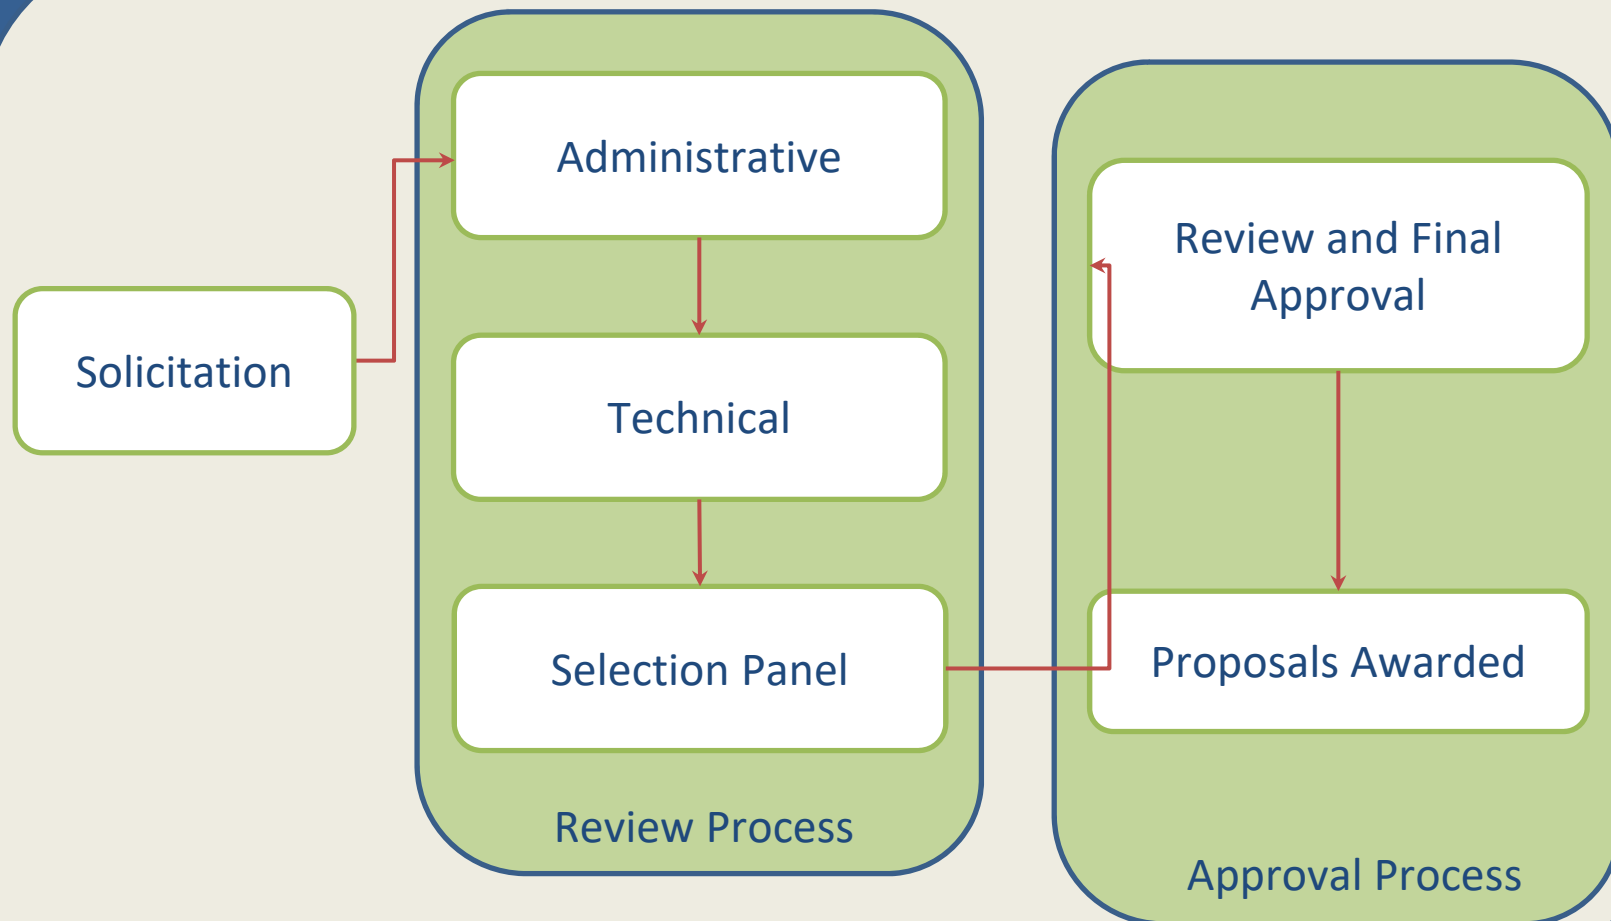 Solicitation
Administrative
Technical
Selection Panel
Review Process
Review and Final
Approval
Proposals Awarded
Approval Process